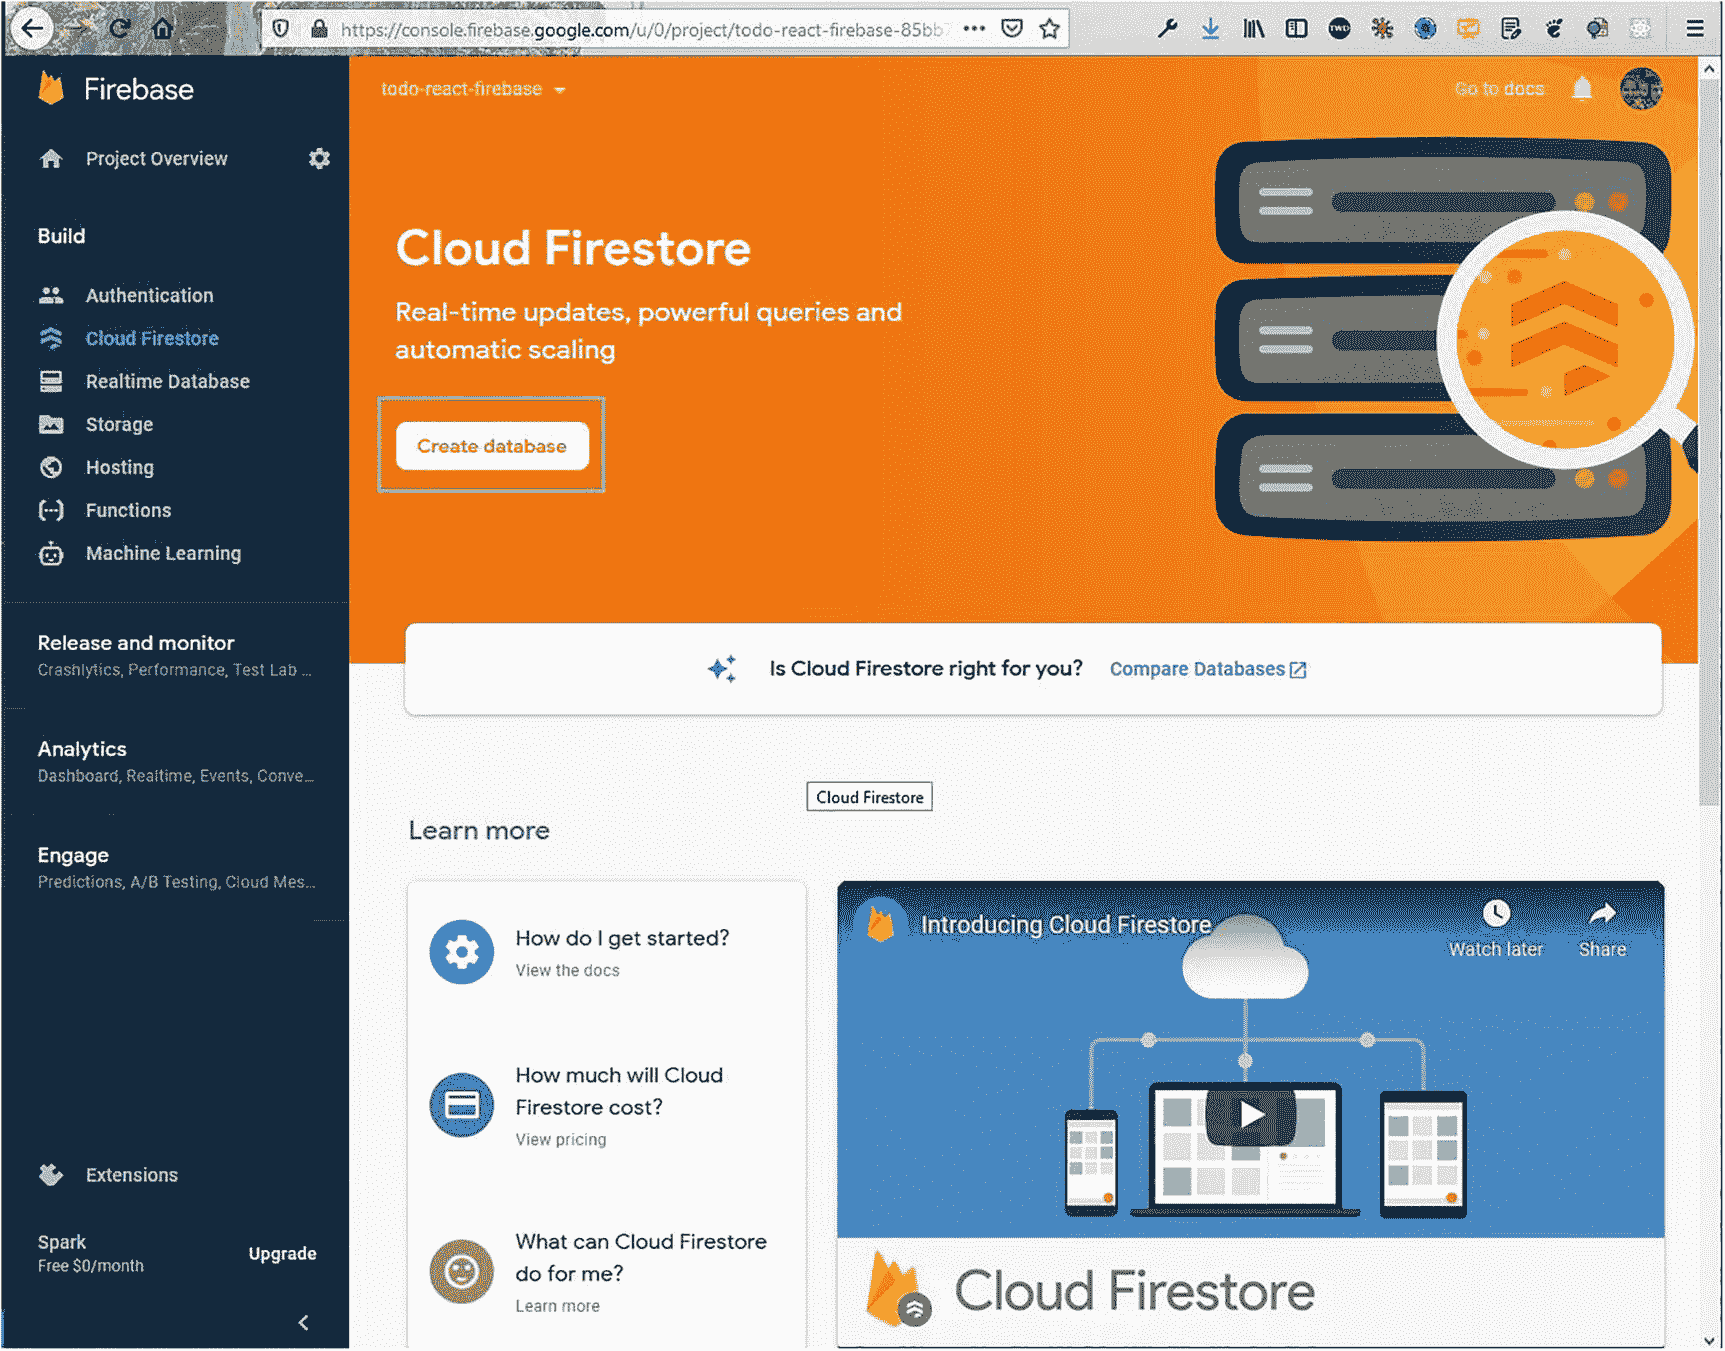 https://console.firebase.google.com/u/0/project/todo-react-firebase-85bb7
TWD
Firebase
todo-react-firebase
Go to docs
Project Overview
Build
Authentication
Cloud Firestore
Realtime Database
Storage
Hosting
Functions
Machine Learning
Release and monitor
Crashlytics, Performance, Test Lab ...
Analytics
Dashboard, Realtime, Events, Conve...
Engage
Predictions, A/B Testing, Cloud Mes...
Extensions
Spark
Free $0/month
Upgrade
Cloud Firestore
Real-time updates, powerful queries and
automatic scaling
Create database
Is Cloud Firestore right for you? Compare Databases
Cloud Firestore
Learn more
How do I get started?
View the docs
How much will Cloud
Firestore cost?
View pricing
What can Cloud Firestore
do for me?
Learn more
Introducing Cloud Firestore
Watch later
Share
Cloud Firestore